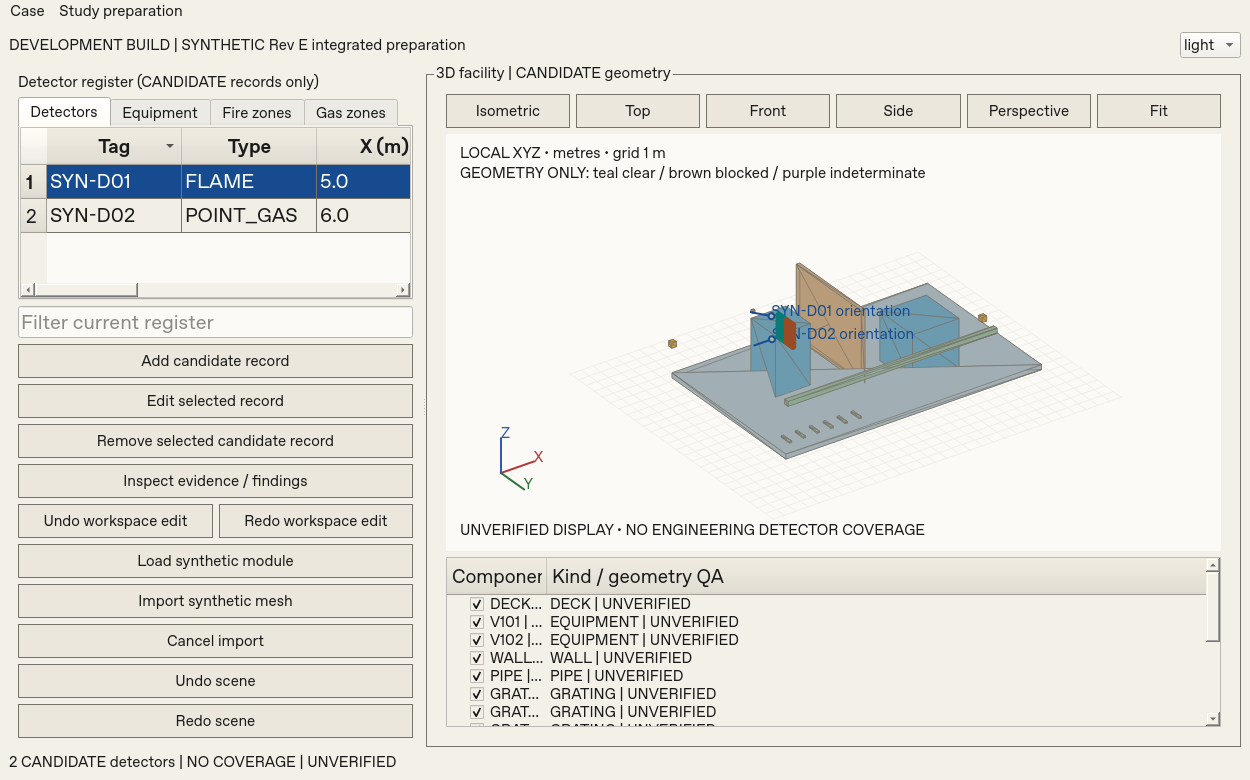 Case Study preparation
DEVELOPMENT BUILD | SYNTHETIC Rev E integrated preparation
light
Detector register (CANDIDATE records only)
Detectors Equipment Fire zones Gas zones
Tag Type X (m)
1 SYN-D01 FLAME 5.0
2 SYN-D02 POINT_GAS 6.0
Filter current register
Add candidate record
Edit selected record
Remove selected candidate record
Inspect evidence / findings
Undo workspace edit Redo workspace edit
Load synthetic module
Import synthetic mesh
Cancel import
Undo scene
Redo scene
3D facility | CANDIDATE geometry
Isometric Top Front Side Perspective Fit
LOCAL XYZ • metres • grid 1 m
GEOMETRY ONLY: teal clear / brown blocked / purple indeterminate
SYN-D01 orientation
SYN-D02 orientation
Z
X
Y
UNVERIFIED DISPLAY • NO ENGINEERING DETECTOR COVERAGE
Componer Kind / geometry QA
DECK... DECK | UNVERIFIED
V101 | ... EQUIPMENT | UNVERIFIED
V102 | ... EQUIPMENT | UNVERIFIED
WALL... WALL | UNVERIFIED
PIPE |... PIPE | UNVERIFIED
GRAT... GRATING | UNVERIFIED
GRAT... GRATING | UNVERIFIED
2 CANDIDATE detectors | NO COVERAGE | UNVERIFIED